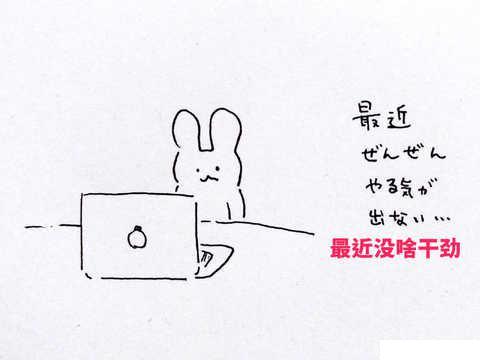 最近
ぜんぜん
やる気が
出ない…
最近没啥干劲